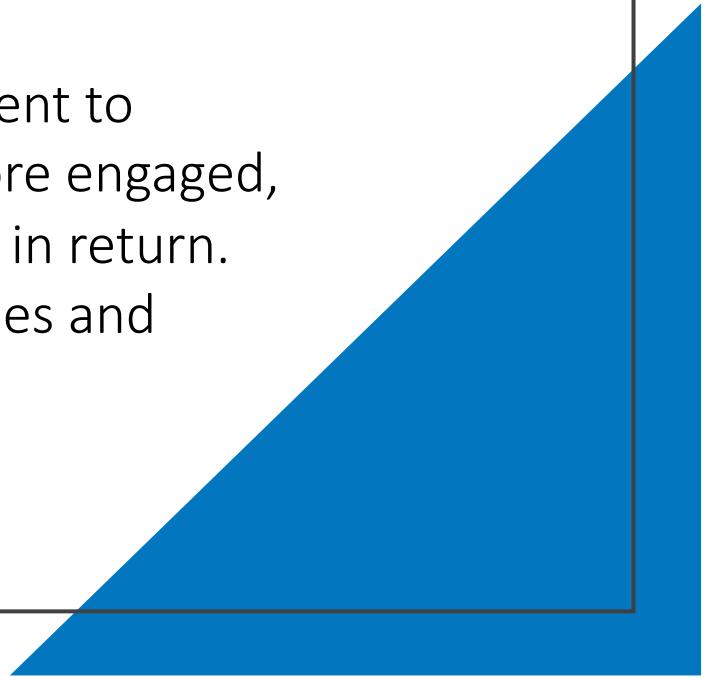 ent to
re engaged,
in return.
es and